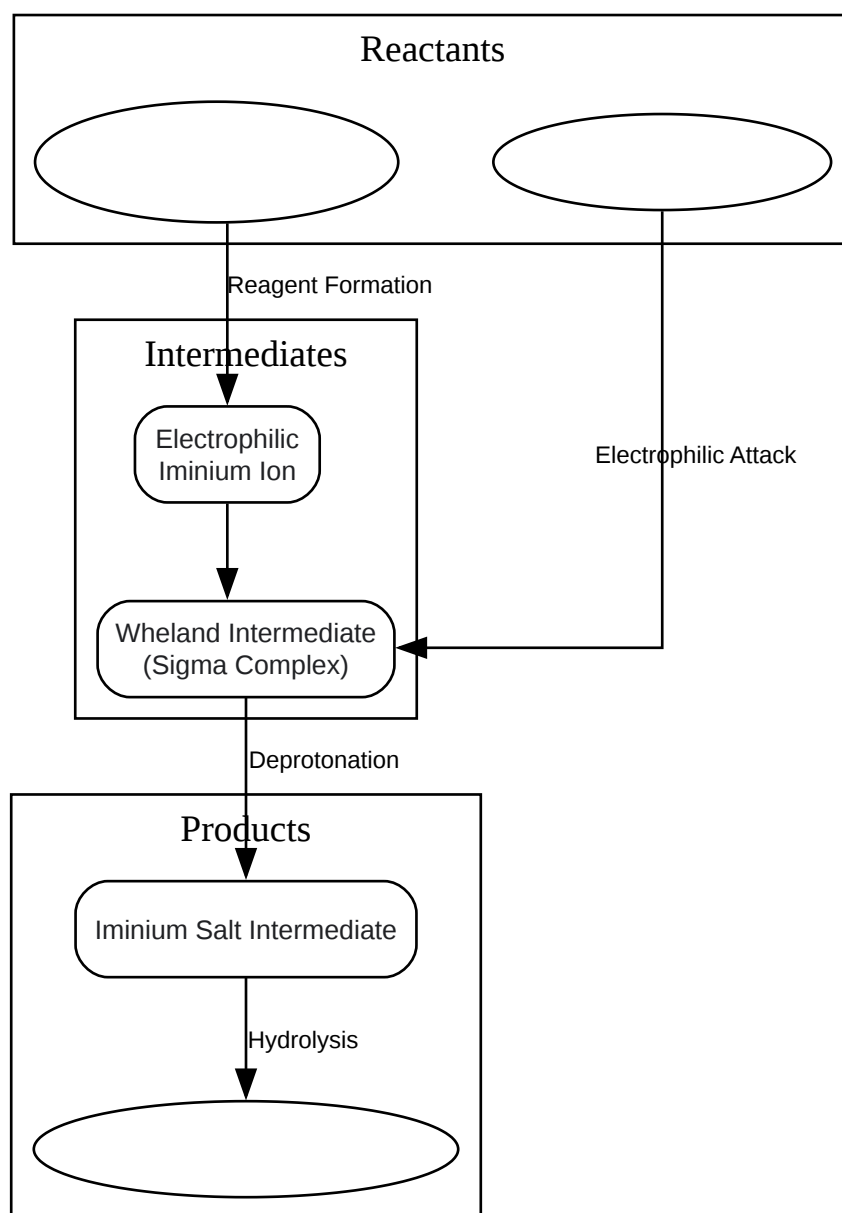 Reactants
Reagent Formation
Intermediates
Electrophilic
Iminium Ion
Electrophilic Attack
Wheland Intermediate
(Sigma Complex)
Deprotonation
Products
Iminium Salt Intermediate
Hydrolysis